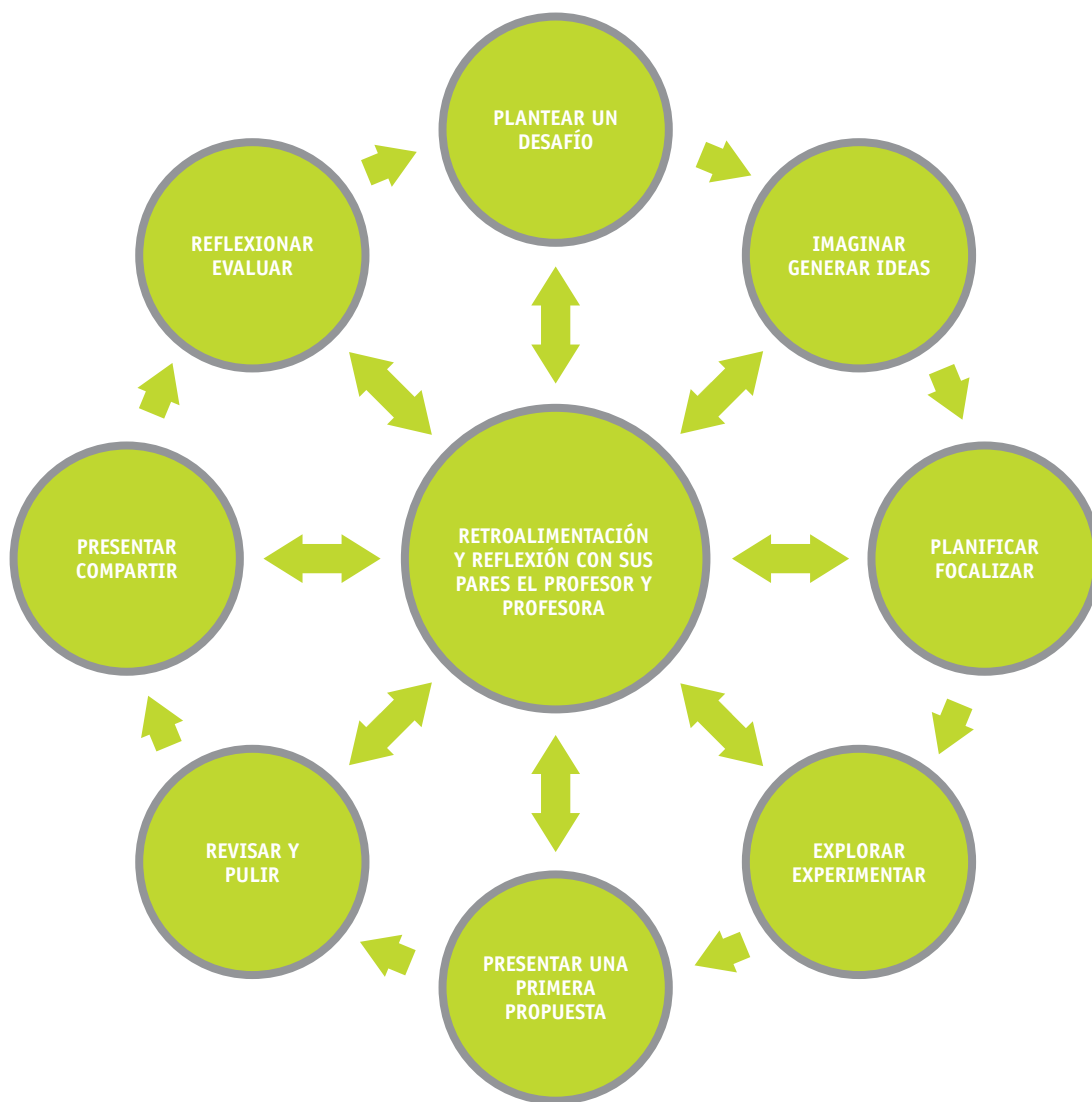 PLANTEAR UN
DESAFÍO
IMAGINAR
GENERAR IDEAS
PLANIFICAR
FOCALIZAR
EXPLORAR
EXPERIMENTAR
PRESENTAR UNA
PRIMERA
PROPUESTA
REVISAR Y
PULIR
PRESENTAR
COMPARTIR
REFLEXIONAR
EVALUAR
RETROALIMENTACIÓN
Y REFLEXIÓN CON SUS
PARES EL PROFESOR Y
PROFESORA